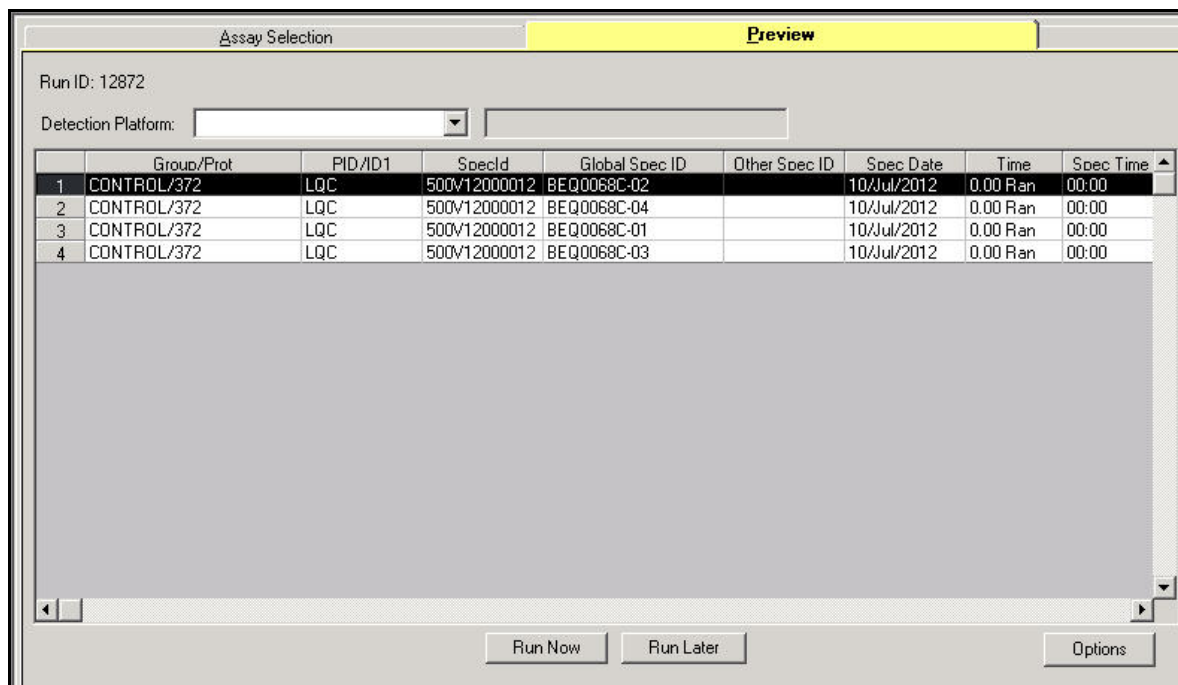 Assay Selection Preview
Run ID: 12872
Detection Platform:
Group/Prot PID/ID1 SpecId Global Spec ID Other Spec ID Spec Date Time Spec Time
1 CONTROL/372 LQC 500V12000012 BEQ0068C-02 10/Jul/2012 0.00 Ran 00:00
2 CONTROL/372 LQC 500V12000012 BEQ0068C-04 10/Jul/2012 0.00 Ran 00:00
3 CONTROL/372 LQC 500V12000012 BEQ0068C-01 10/Jul/2012 0.00 Ran 00:00
4 CONTROL/372 LQC 500V12000012 BEQ0068C-03 10/Jul/2012 0.00 Ran 00:00
Run Now Run Later Options